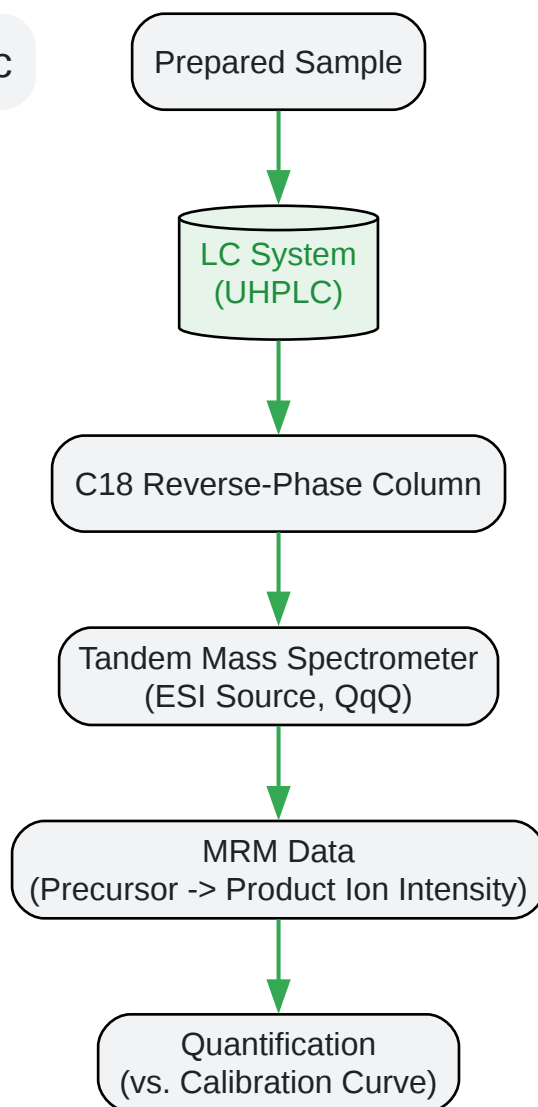 c
Prepared Sample
LC System
(UHPLC)
C18 Reverse-Phase Column
Tandem Mass Spectrometer
(ESI Source, QqQ)
MRM Data
(Precursor -> Product Ion Intensity)
Quantification
(vs. Calibration Curve)